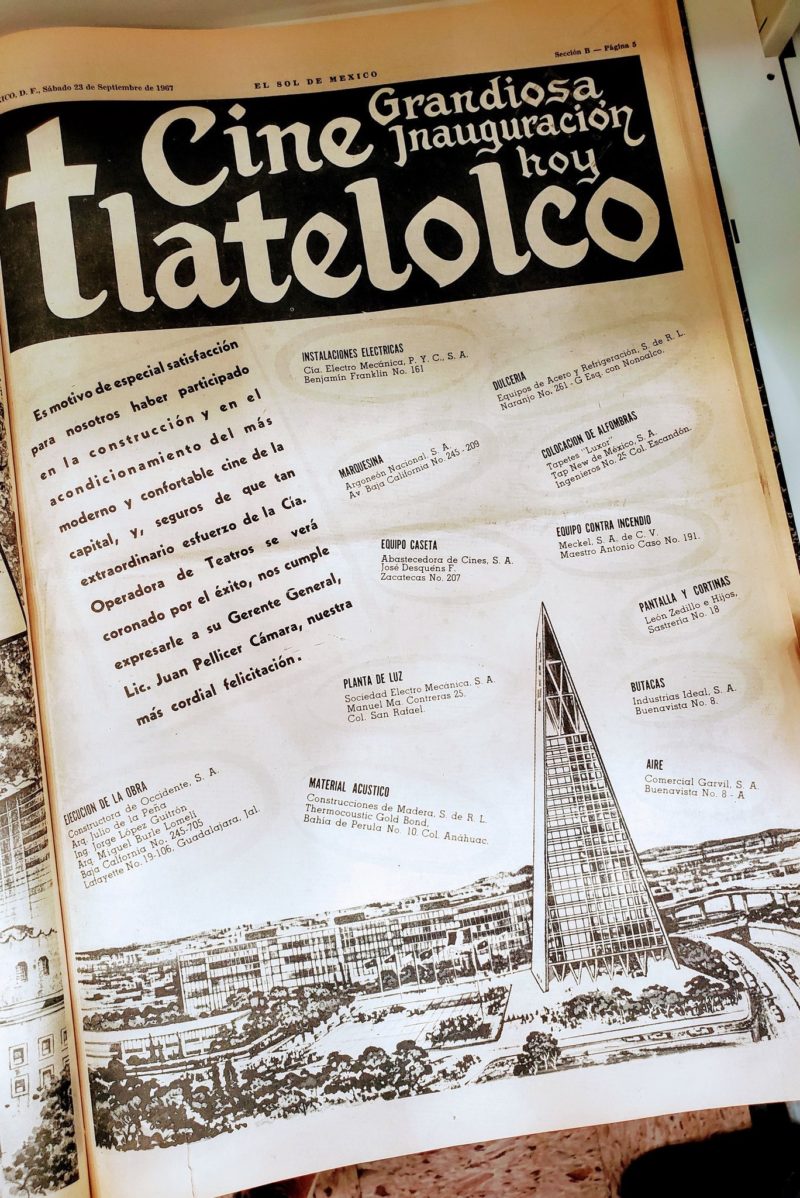 ICO, D. F., Sábado 23 de Septiembre de 1967
EL SOL DE MEXICO
Sección B — Página 5
Cine
Grandiosa
Inauguración
hoy
tlatelolco
Es motivo de especial satisfacción
para nosotros haber participado
en la construcción y en el
acondicionamiento del más
moderno y confortable cine de la
capital, y, seguros de que tan
extraordinario esfuerzo de la Cía.
Operadora de Teatros se verá
coronado por el éxito, nos cumple
expresarle a su Gerente General,
Lic. Juan Pellicer Cámara, nuestra
más cordial felicitación.
INSTALACIONES ELECTRICAS
Cía. Electro Mecánica, P. Y. C., S. A.
Benjamín Franklin No. 161
DULCERIA
Equipos de Acero y Refrigeración, S. de R. L.
Naranjo No. 261 - G Esq. con Nonoalco.
MARQUESINA
Argoneón Nacional, S. A.
Av. Baja California No. 245 - 209
COLOCACION DE ALFOMBRAS
Tapetes "Luxor"
Tap New de México, S. A.
Ingenieros No. 25 Col. Escandón.
EQUIPO CASETA
Abastecedora de Cines, S. A.
José Desquens F.
Zacatecas No. 207
EQUIPO CONTRA INCENDIO
Meckel, S. A. de C. V.
Maestro Antonio Caso No. 191.
PANTALLA Y CORTINAS
León Zedillo e Hijos,
Sastrería No. 18
PLANTA DE LUZ
Sociedad Electro Mecánica, S. A.
Manuel Ma. Contreras 25.
Col. San Rafael.
BUTACAS
Industrias Ideal, S. A.
Buenavista No. 8.
AIRE
Comercial Garvil, S. A.
Buenavista No. 8 - A
EJECUCION DE LA OBRA
Constructora de Occidente, S. A.
Arq. Julio de la Peña
Ing. Jorge López Guitrón
Arq. Miguel Burle Lomelí
Baja California No. 245-705
Lafayette No. 19-106. Guadalajara, Jal.
MATERIAL ACUSTICO
Construcciones de Madera, S. de R. L.
Thermocoustic Gold Bond.
Bahía de Perula No. 10. Col. Anáhuac.